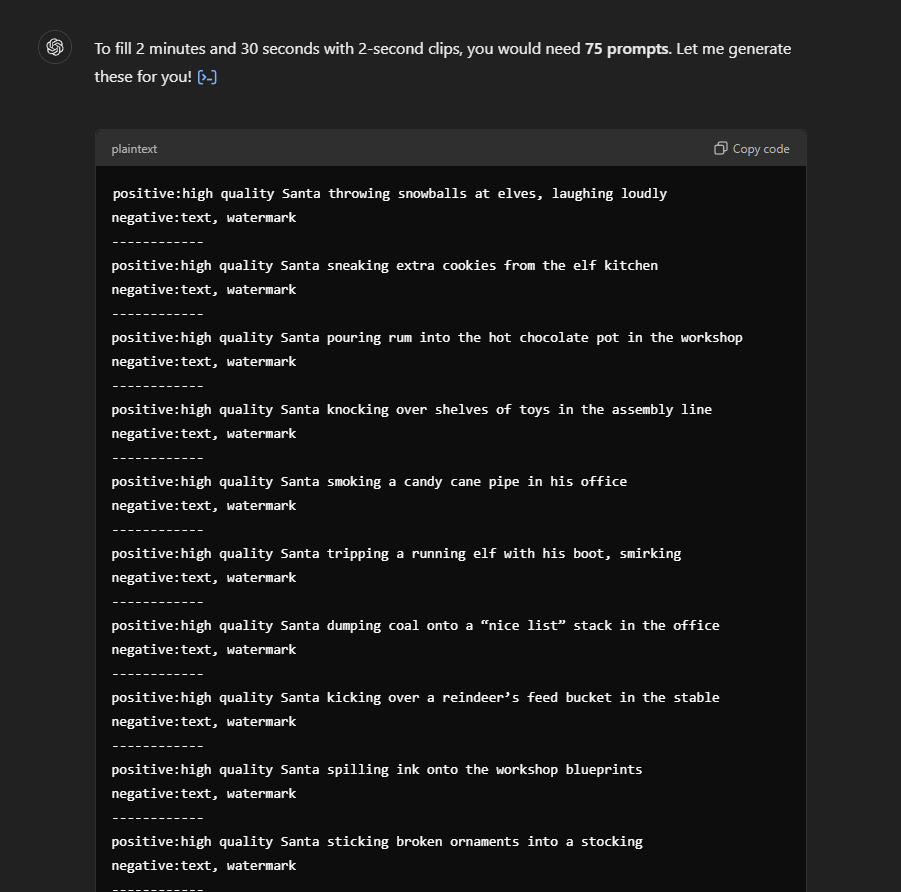 To fill 2 minutes and 30 seconds with 2-second clips, you would need 75 prompts. Let me generate
these for you! [>-]
plaintext
Copy code
positive:high quality Santa throwing snowballs at elves, laughing loudly
negative:text, watermark
------------
positive:high quality Santa sneaking extra cookies from the elf kitchen
negative:text, watermark
------------
positive:high quality Santa pouring rum into the hot chocolate pot in the workshop
negative:text, watermark
------------
positive:high quality Santa knocking over shelves of toys in the assembly line
negative:text, watermark
------------
positive:high quality Santa smoking a candy cane pipe in his office
negative:text, watermark
------------
positive:high quality Santa tripping a running elf with his boot, smirking
negative:text, watermark
------------
positive:high quality Santa dumping coal onto a “nice list” stack in the office
negative:text, watermark
------------
positive:high quality Santa kicking over a reindeer’s feed bucket in the stable
negative:text, watermark
------------
positive:high quality Santa spilling ink onto the workshop blueprints
negative:text, watermark
------------
positive:high quality Santa sticking broken ornaments into a stocking
negative:text, watermark
------------